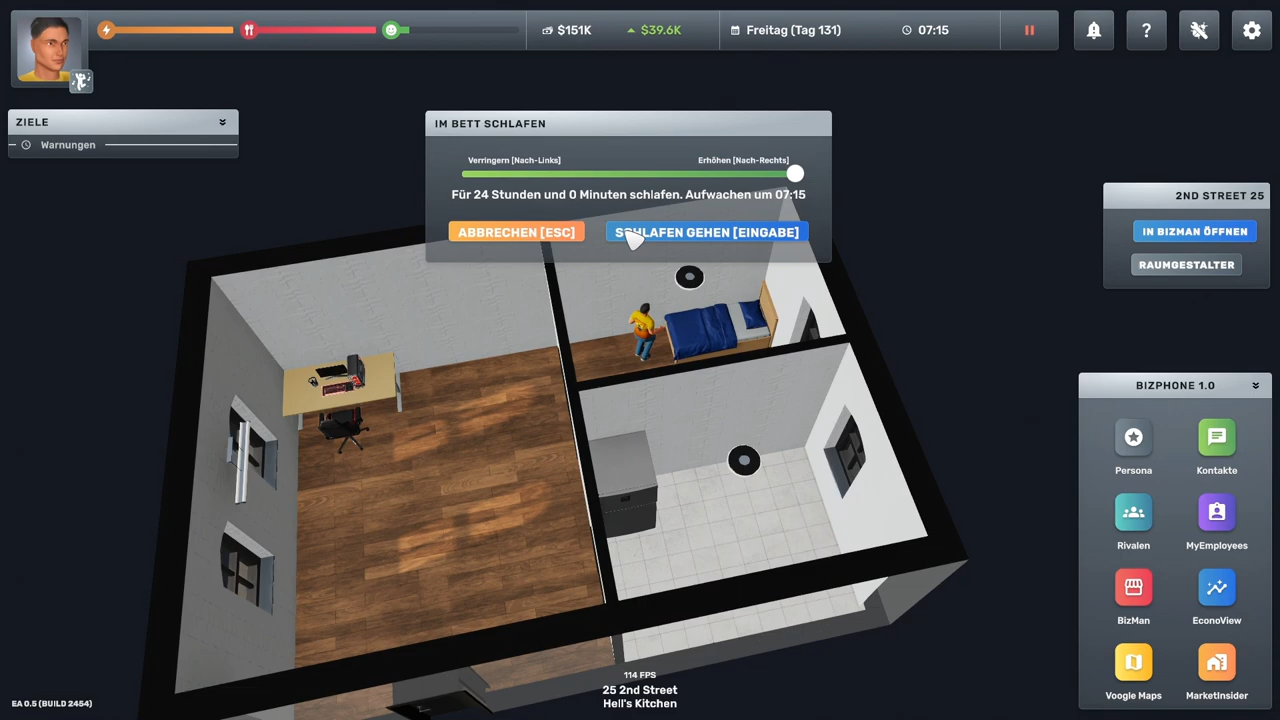 $151K
$39.6K
Freitag (Tag 131)
07:15
ZIELE
Warnungen
IM BETT SCHLAFEN
Verringern [Nach-Links]
Erhöhen [Nach-Rechts]
Für 24 Stunden und 0 Minuten schlafen. Aufwachen um 07:15
ABBRECHEN [ESC]
SCHLAFEN GEHEN [EINGABE]
2ND STREET 25
IN BIZMAN ÖFFNEN
RAUMGESTALTER
BIZPHONE 1.0
Persona
Kontakte
Rivalen
MyEmployees
BizMan
EconoView
Voogle Maps
MarketInsider
114 FPS
25 2nd Street
Hell's Kitchen
EA 0.5 (BUILD 2454)